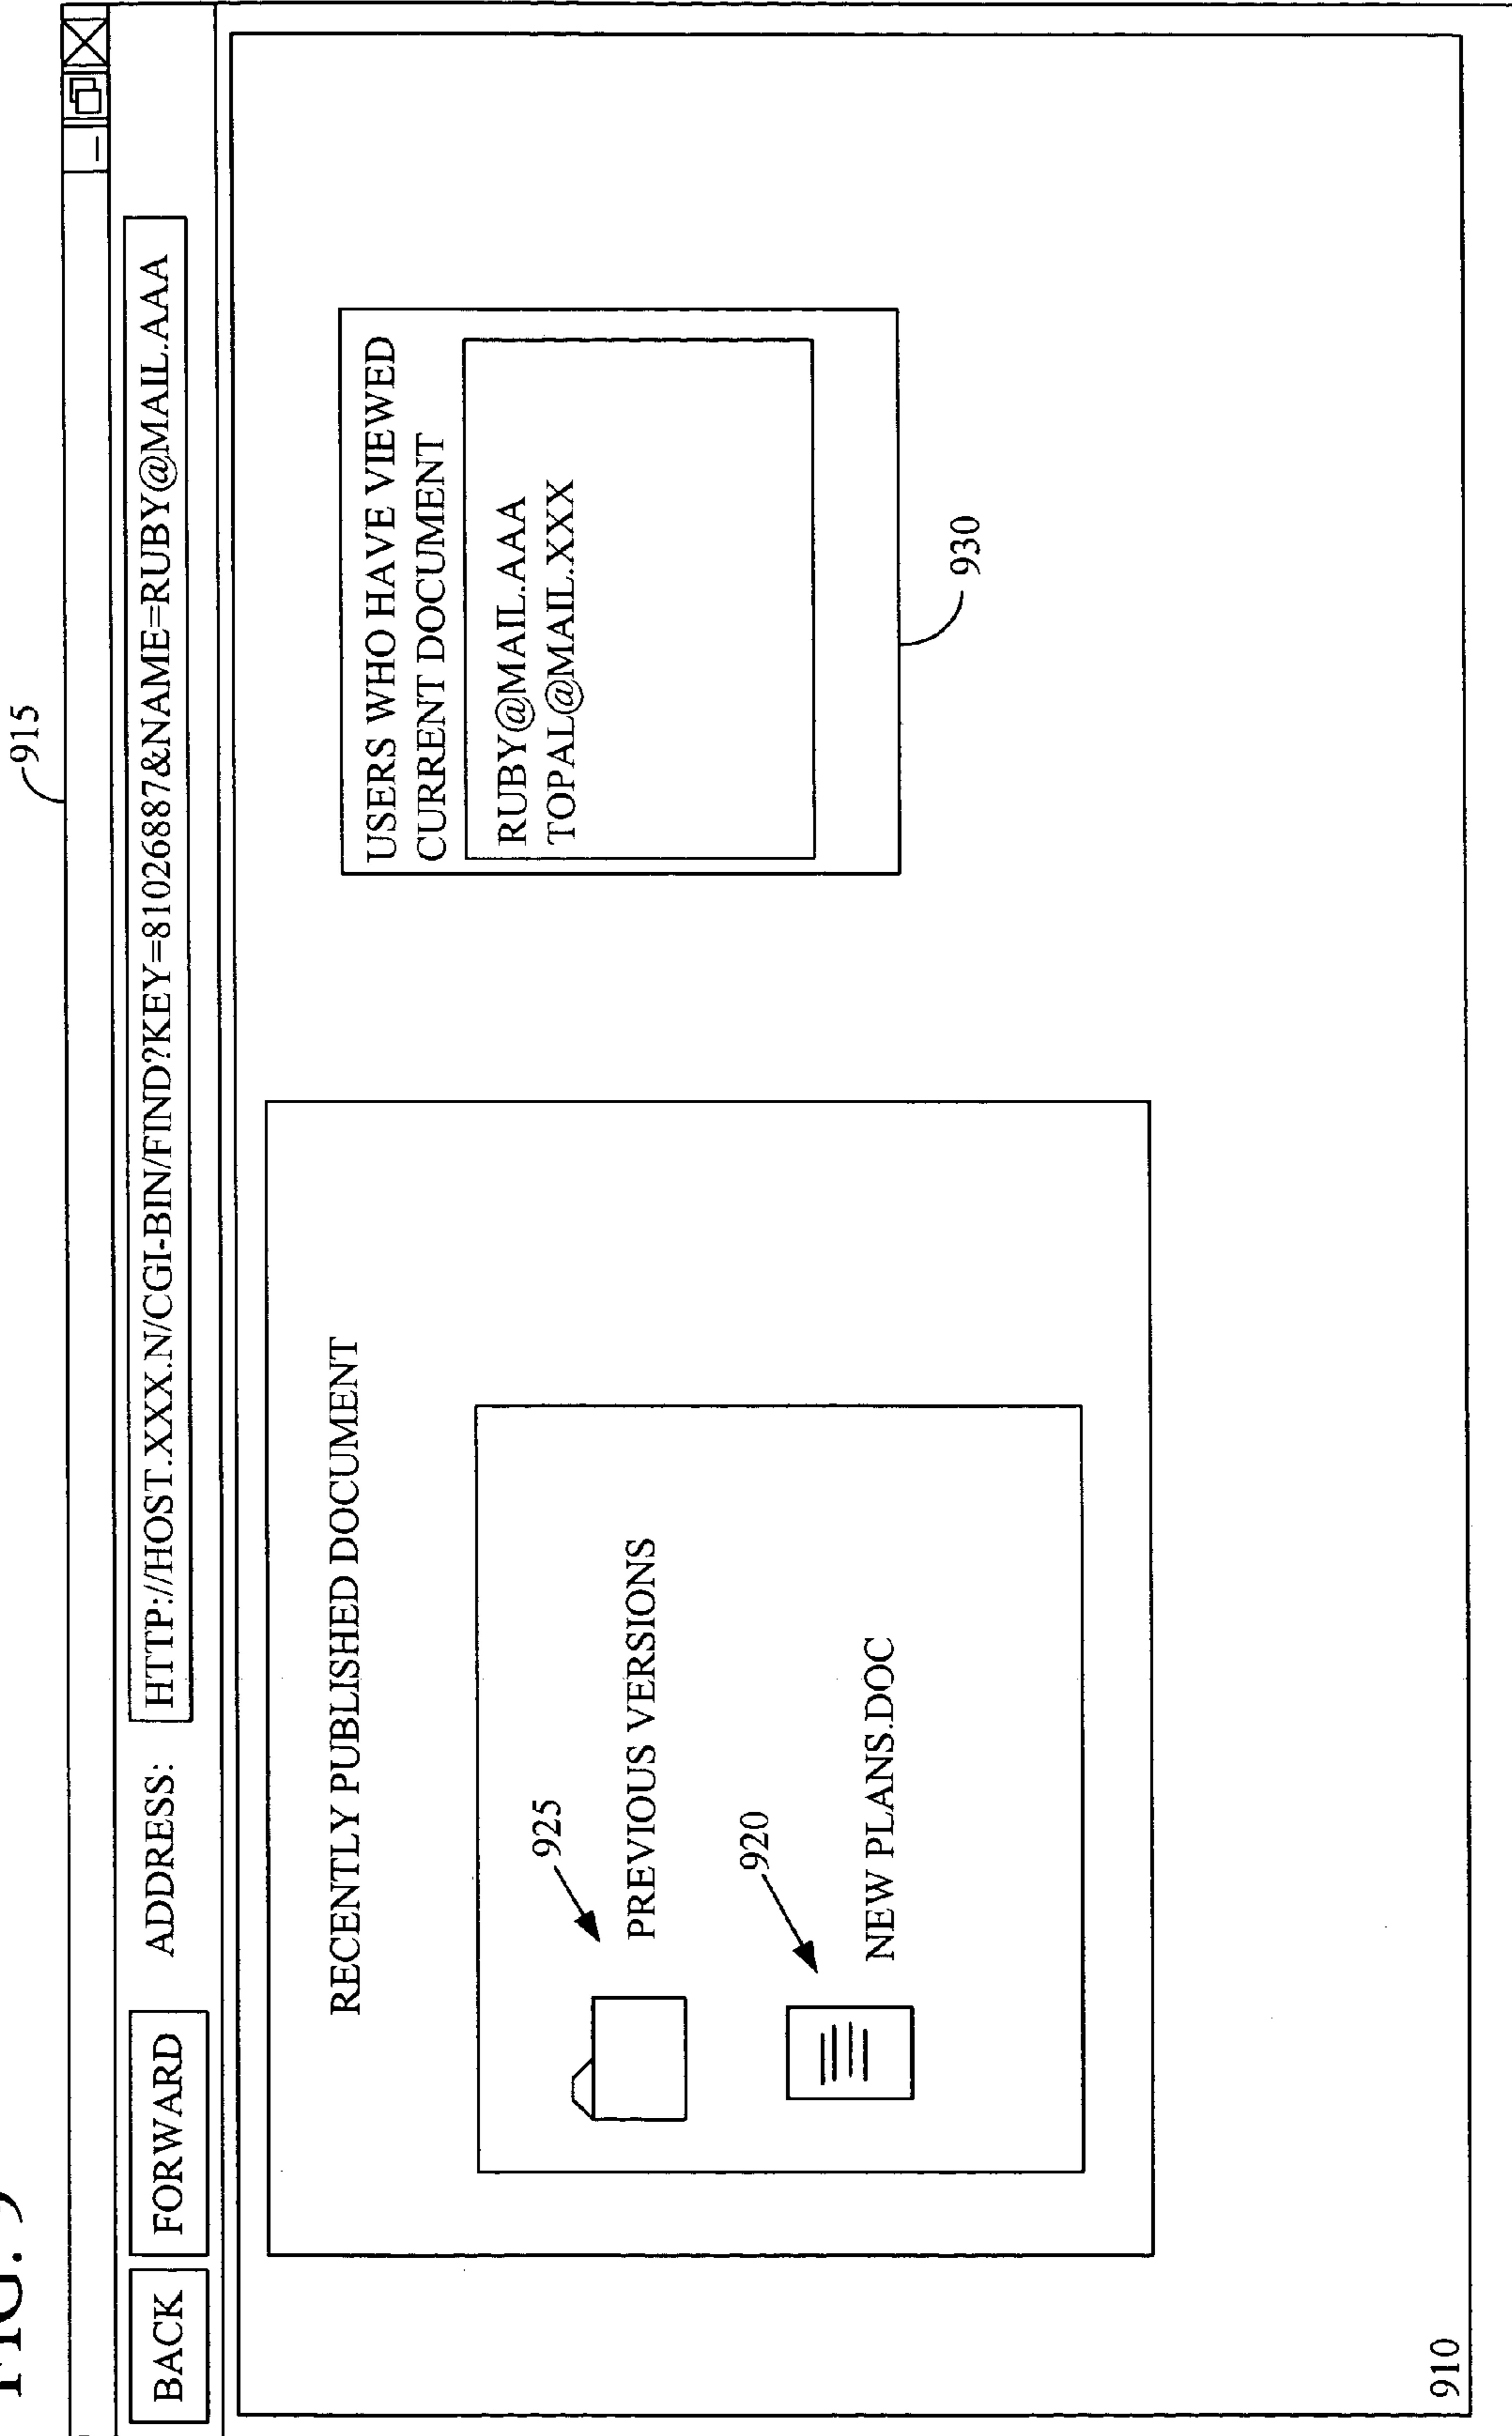 FIG. 9
915
BACK
FORWARD
ADDRESS:
HTTP://HOST.XXX.N/CGI-BIN/FIND?KEY=81026887&NAME=RUBY@MAIL.AAA
RECENTLY PUBLISHED DOCUMENT
925
PREVIOUS VERSIONS
920
NEW PLANS.DOC
USERS WHO HAVE VIEWED
CURRENT DOCUMENT
RUBY@MAIL.AAA
TOPAL@MAIL.XXX
930
910